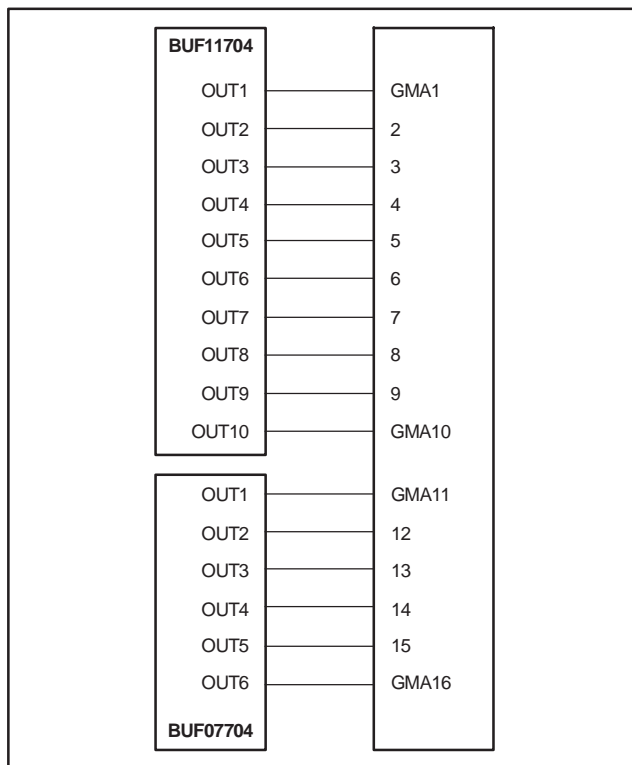 BUF11704
OUT1 GMA1
OUT2 2
OUT3 3
OUT4 4
OUT5 5
OUT6 6
OUT7 7
OUT8 8
OUT9 9
OUT10 GMA10
OUT1 GMA11
OUT2 12
OUT3 13
OUT4 14
OUT5 15
OUT6 GMA16
BUF07704